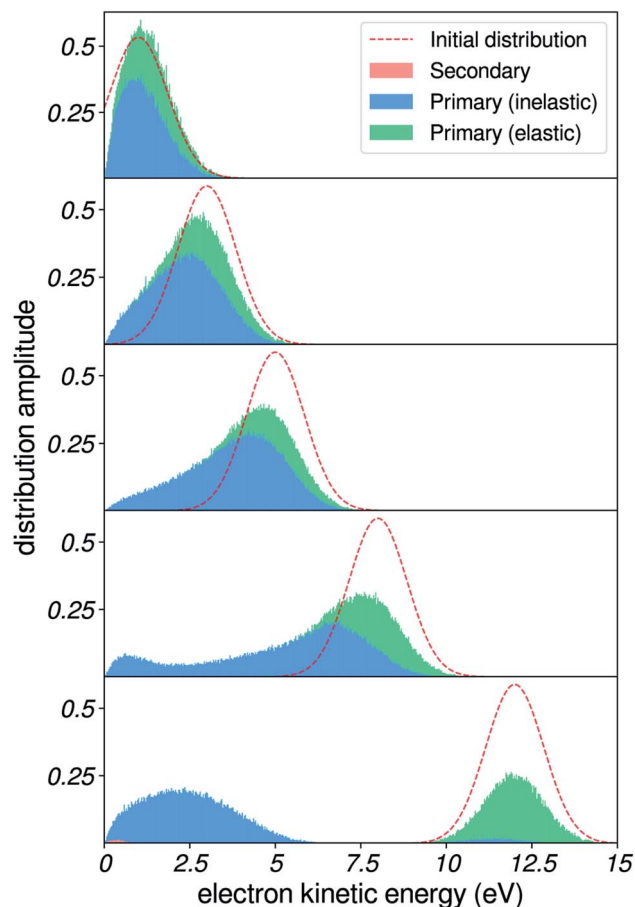 0.5
0.25
Initial distribution
Secondary
Primary (inelastic)
Primary (elastic)
0.5
0.25
0.5
0.25
0.5
0.25
0.5
0.25
distribution amplitude
0 2.5 5 7.5 10 12.5 15
electron kinetic energy (eV)